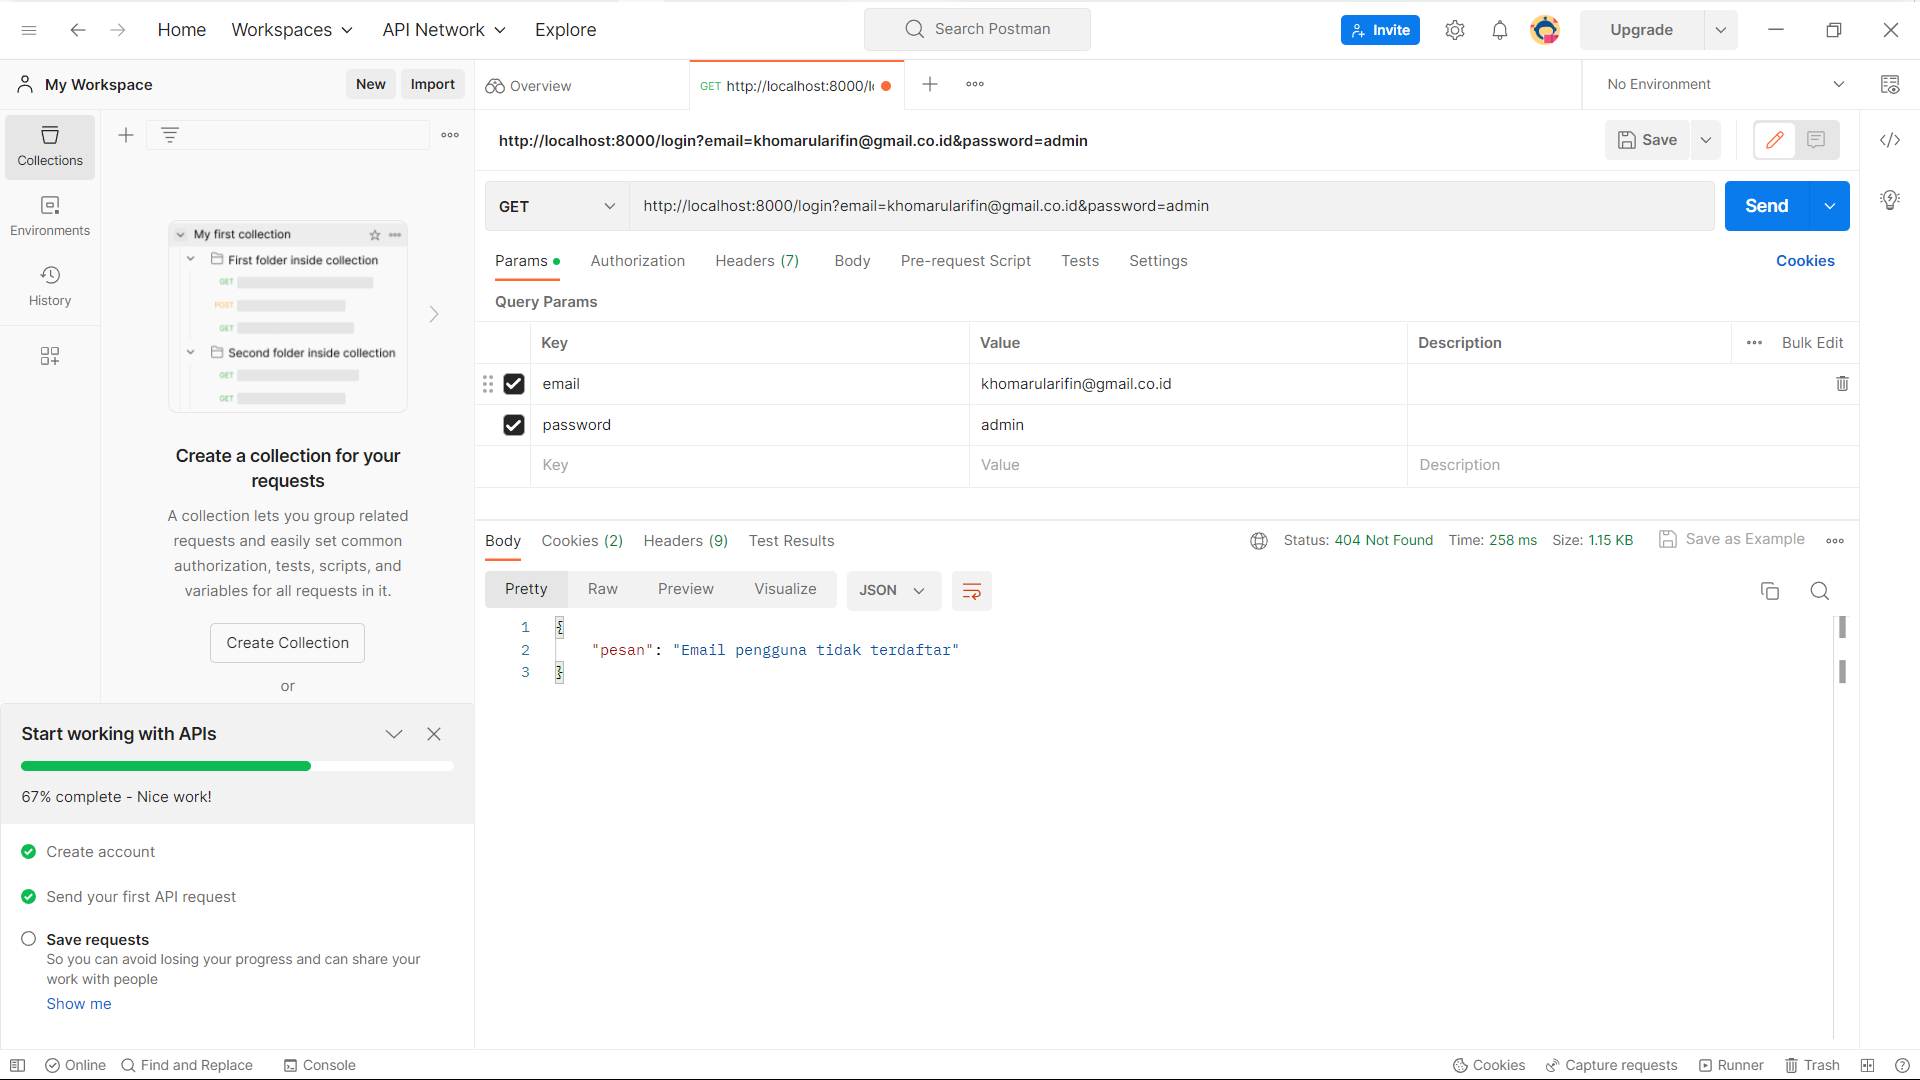 Home Workspaces API Network Explore Search Postman Invite Upgrade
My Workspace New Import Overview GET http://localhost:8000/l No Environment
Collections
Environments
History
My first collection
First folder inside collection
GET
POST
GET
Second folder inside collection
GET
GET
Create a collection for your
requests
A collection lets you group related
requests and easily set common
authorization, tests, scripts, and
variables for all requests in it.
Create Collection
or
Start working with APIs
67% complete - Nice work!
Create account
Send your first API request
Save requests
So you can avoid losing your progress and can share your
work with people
Show me
http://localhost:8000/login?email=khomarularifin@gmail.co.id&password=admin Save
GET http://localhost:8000/login?email=khomarularifin@gmail.co.id&password=admin Send
Params Authorization Headers (7) Body Pre-request Script Tests Settings Cookies
Query Params
Key Value Description Bulk Edit
email khomarularifin@gmail.co.id
password admin
Key Value Description
Body Cookies (2) Headers (9) Test Results Status: 404 Not Found Time: 258 ms Size: 1.15 KB Save as Example
Pretty Raw Preview Visualize JSON
1 {
2 "pesan": "Email pengguna tidak terdaftar"
3 }
Online Find and Replace Console Cookies Capture requests Runner Trash